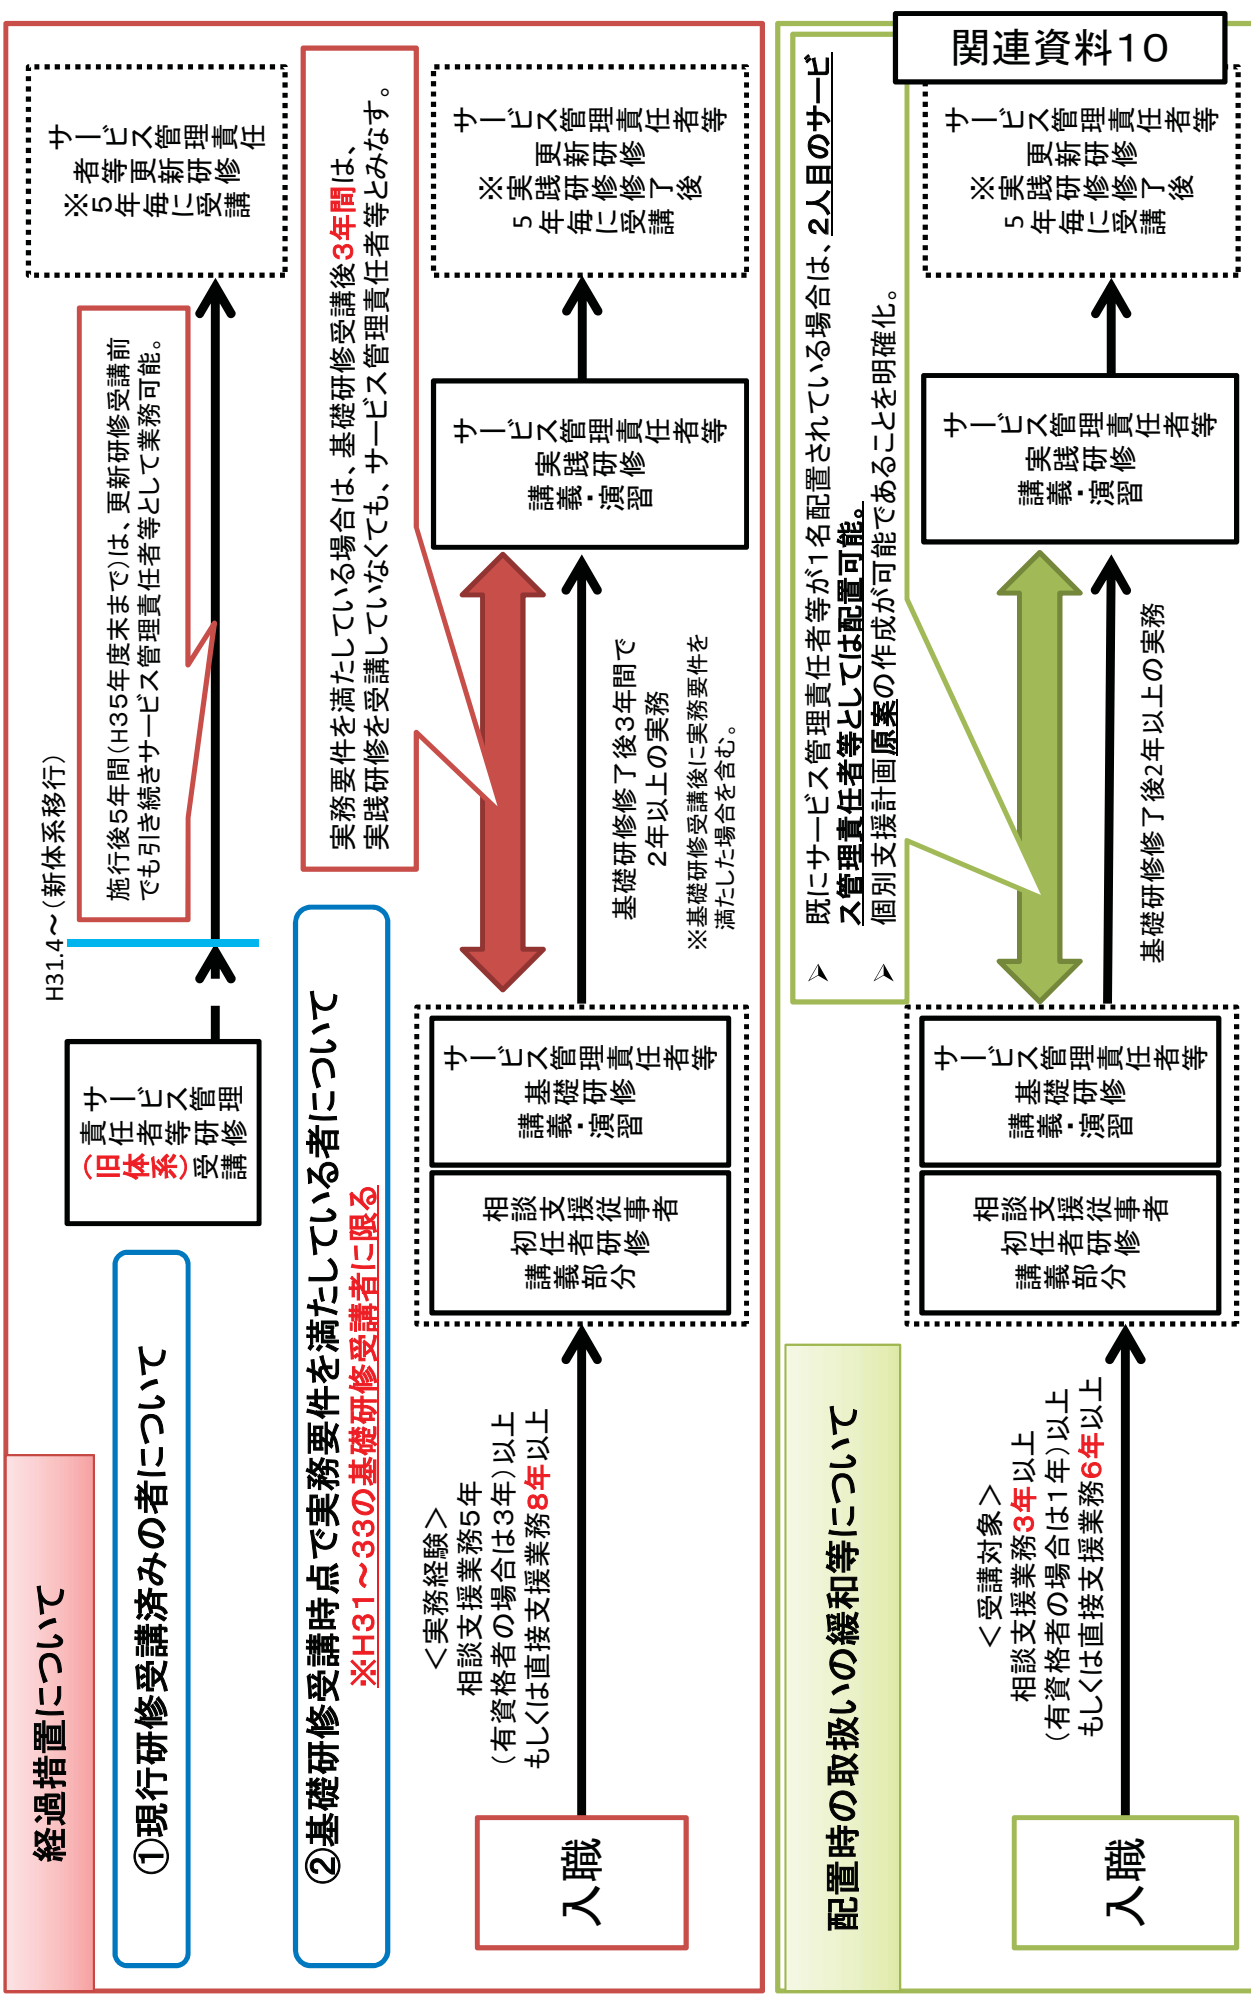 関連資料10
経過措置について
①現行研修受講済みの者について
サービス管理
責任者等研修
(旧体系)受講
H31.4~(新体系移行)
施行後5年間(H35年度末まで)は、更新研修受講前
でも引き続きサービス管理責任者等として業務可能。
サービス管理責任
者等更新研修
※5年毎に受講
②基礎研修受講時点で実務要件を満たしている者について
※H31~33の基礎研修受講者に限る
実務要件を満たしている場合は、基礎研修受講後3年間は、
実践研修を受講していなくても、サービス管理責任者等とみなす。
入職
<実務経験>
相談支援業務5年
(有資格者の場合は3年)以上
もしくは直接支援業務8年以上
相談支援従事者
初任者研修
講義部分
サービス管理責任者等
基礎研修
講義・演習
基礎研修修了後3年間で
2年以上の実務
※基礎研修受講後に実務要件を
満たした場合を含む。
サービス管理責任者等
実践研修
講義・演習
サービス管理責任者等
更新研修
※実践研修修了後
5年毎に受講
配置時の取扱いの緩和等について
➢ 既にサービス管理責任者等が1名配置されている場合は、2人目のサービ
ス管理責任者等としては配置可能。
➢ 個別支援計画原案の作成が可能であることを明確化。
入職
<受講対象>
相談支援業務3年以上
(有資格者の場合は1年)以上
もしくは直接支援業務6年以上
相談支援従事者
初任者研修
講義部分
サービス管理責任者等
基礎研修
講義・演習
基礎研修修了後2年以上の実務
サービス管理責任者等
実践研修
講義・演習
サービス管理責任者等
更新研修
※実践研修修了後
5年毎に受講